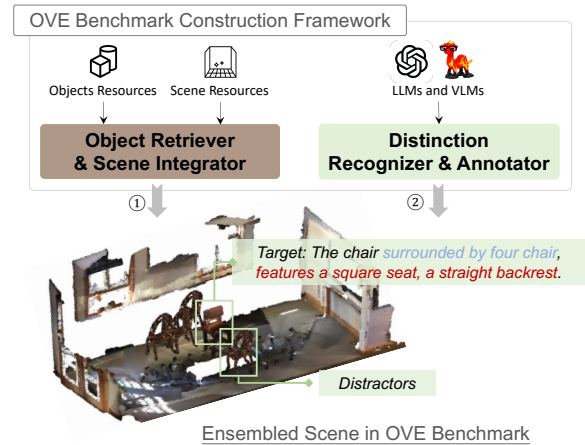 OVE Benchmark Construction Framework
Objects Resources
Scene Resources
LLMs and VLMs
Object Retriever
& Scene Integrator
Distinction
Recognizer & Annotator
①
②
Target: The chair surrounded by four chair,
features a square seat, a straight backrest.
Distractors
Ensembled Scene in OVE Benchmark